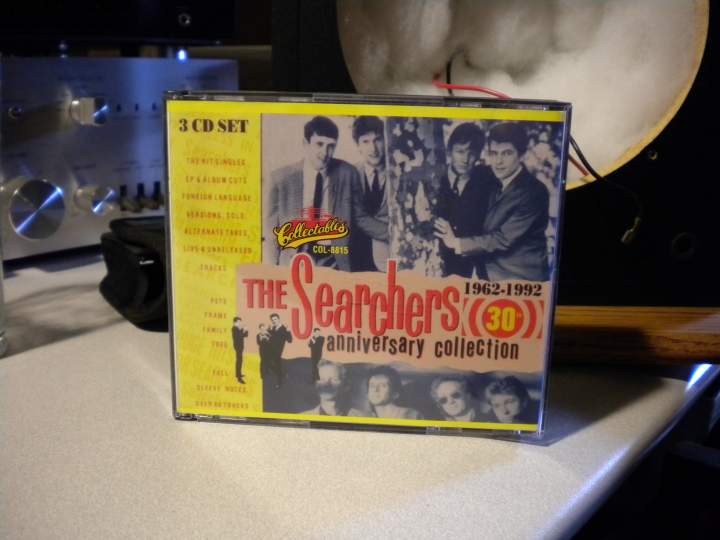 3 CD SET
THE HIT SINGLES
EP & ALBUM CUTS
FOREIGN LANGUAGE
VERSIONS, SOLO,
ALTERNATE TAKES,
LIVE & UNRELEASED
TRACKS
PETE
FRAME
FAMILY
TREE
FULL
SLEEVE NOTES
Collectables
COL-8815
THE Searchers
1962-1992
30th
anniversary collection